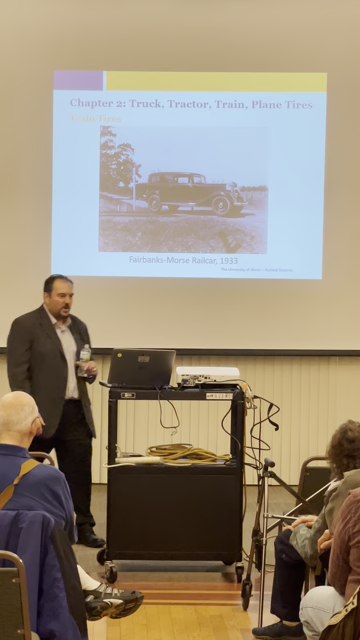 Chapter 2: Truck, Tractor, Train, Plane Tires
Train Tires
Fairbanks-Morse Railcar, 1933